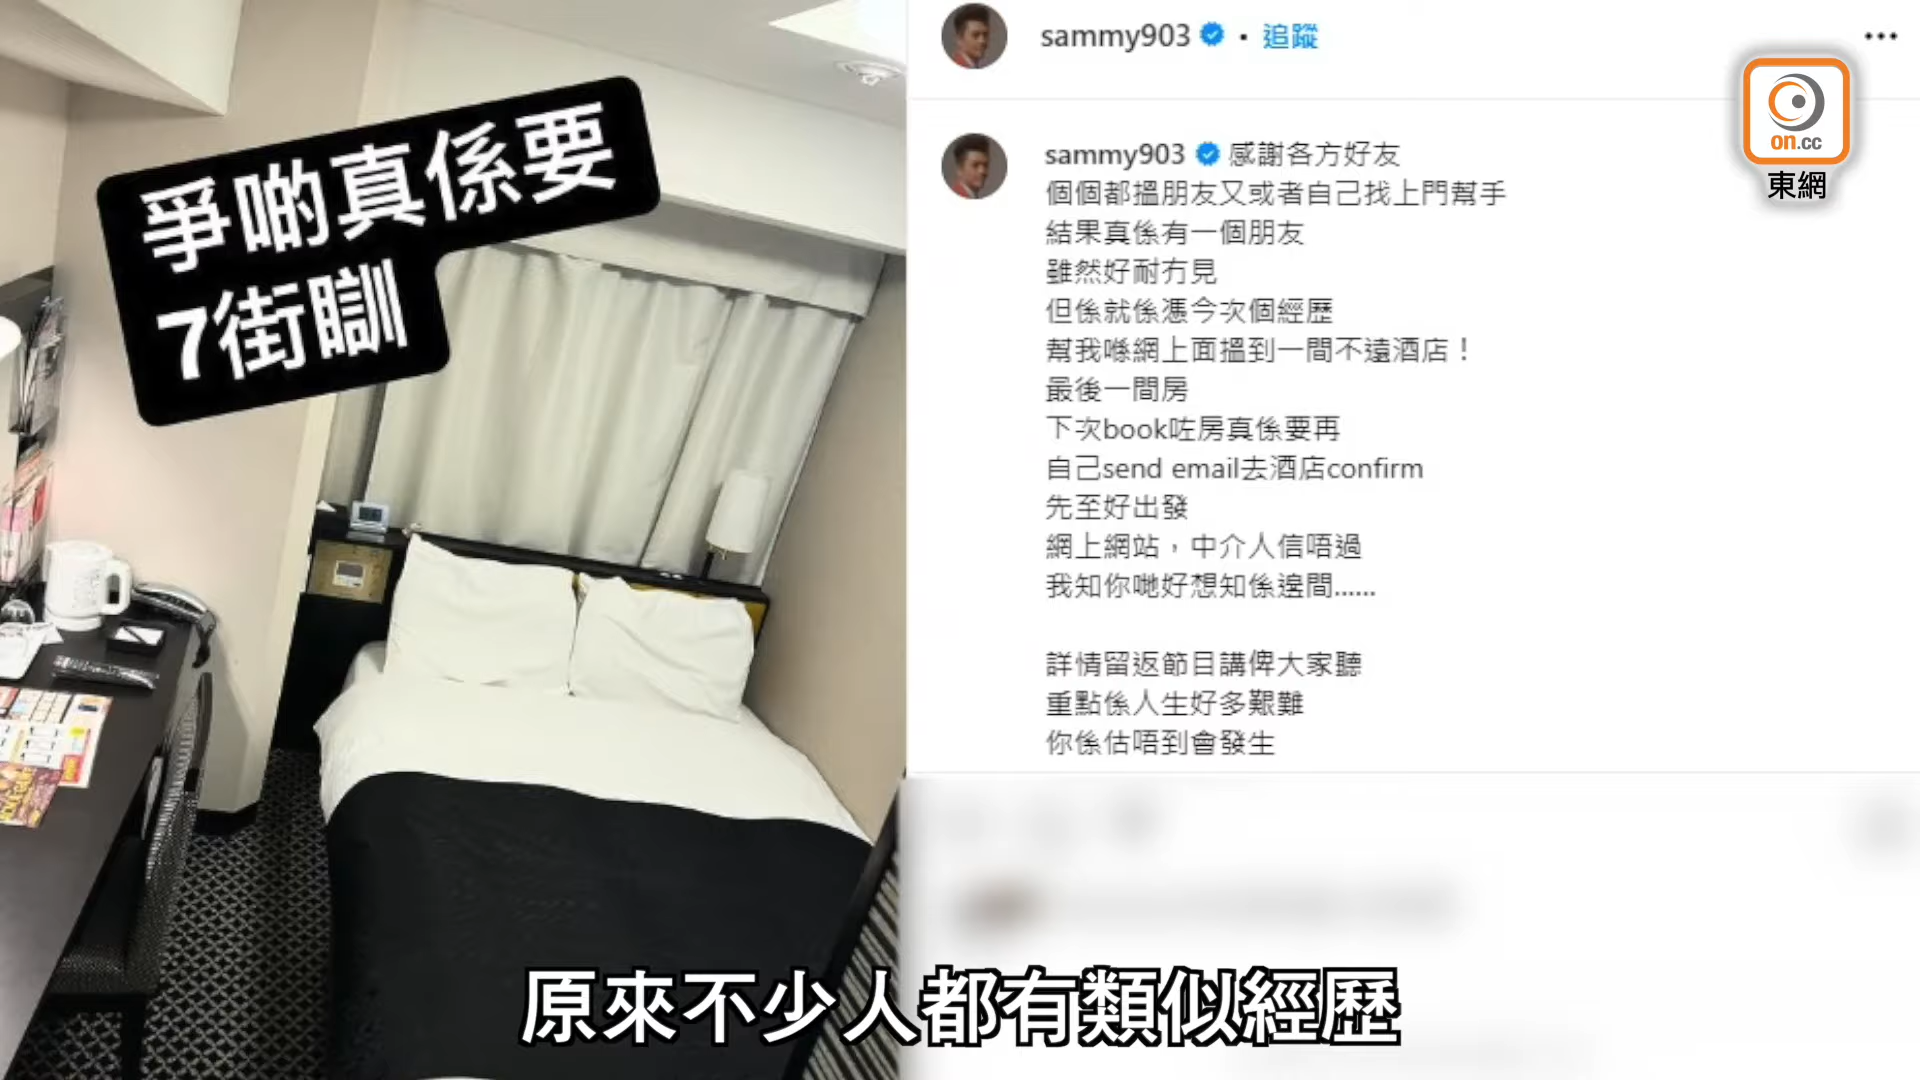 爭啲真係要
7街瞓
sammy903 • 追蹤
on.cc
東網
sammy903 感謝各方好友
個個都搵朋友又或者自己找上門幫手
結果真係有一個朋友
雖然好耐冇見
但係就係憑今次個經歷
幫我喺網上面搵到一間不遠酒店！
最後一間房
下次book咗房真係要再
自己send email去酒店confirm
先至好出發
網上網站，中介人信唔過
我知你哋好想知係邊間......
詳情留返節目講俾大家聽
重點係人生好多艱難
你係估唔到會發生
原來不少人都有類似經歷